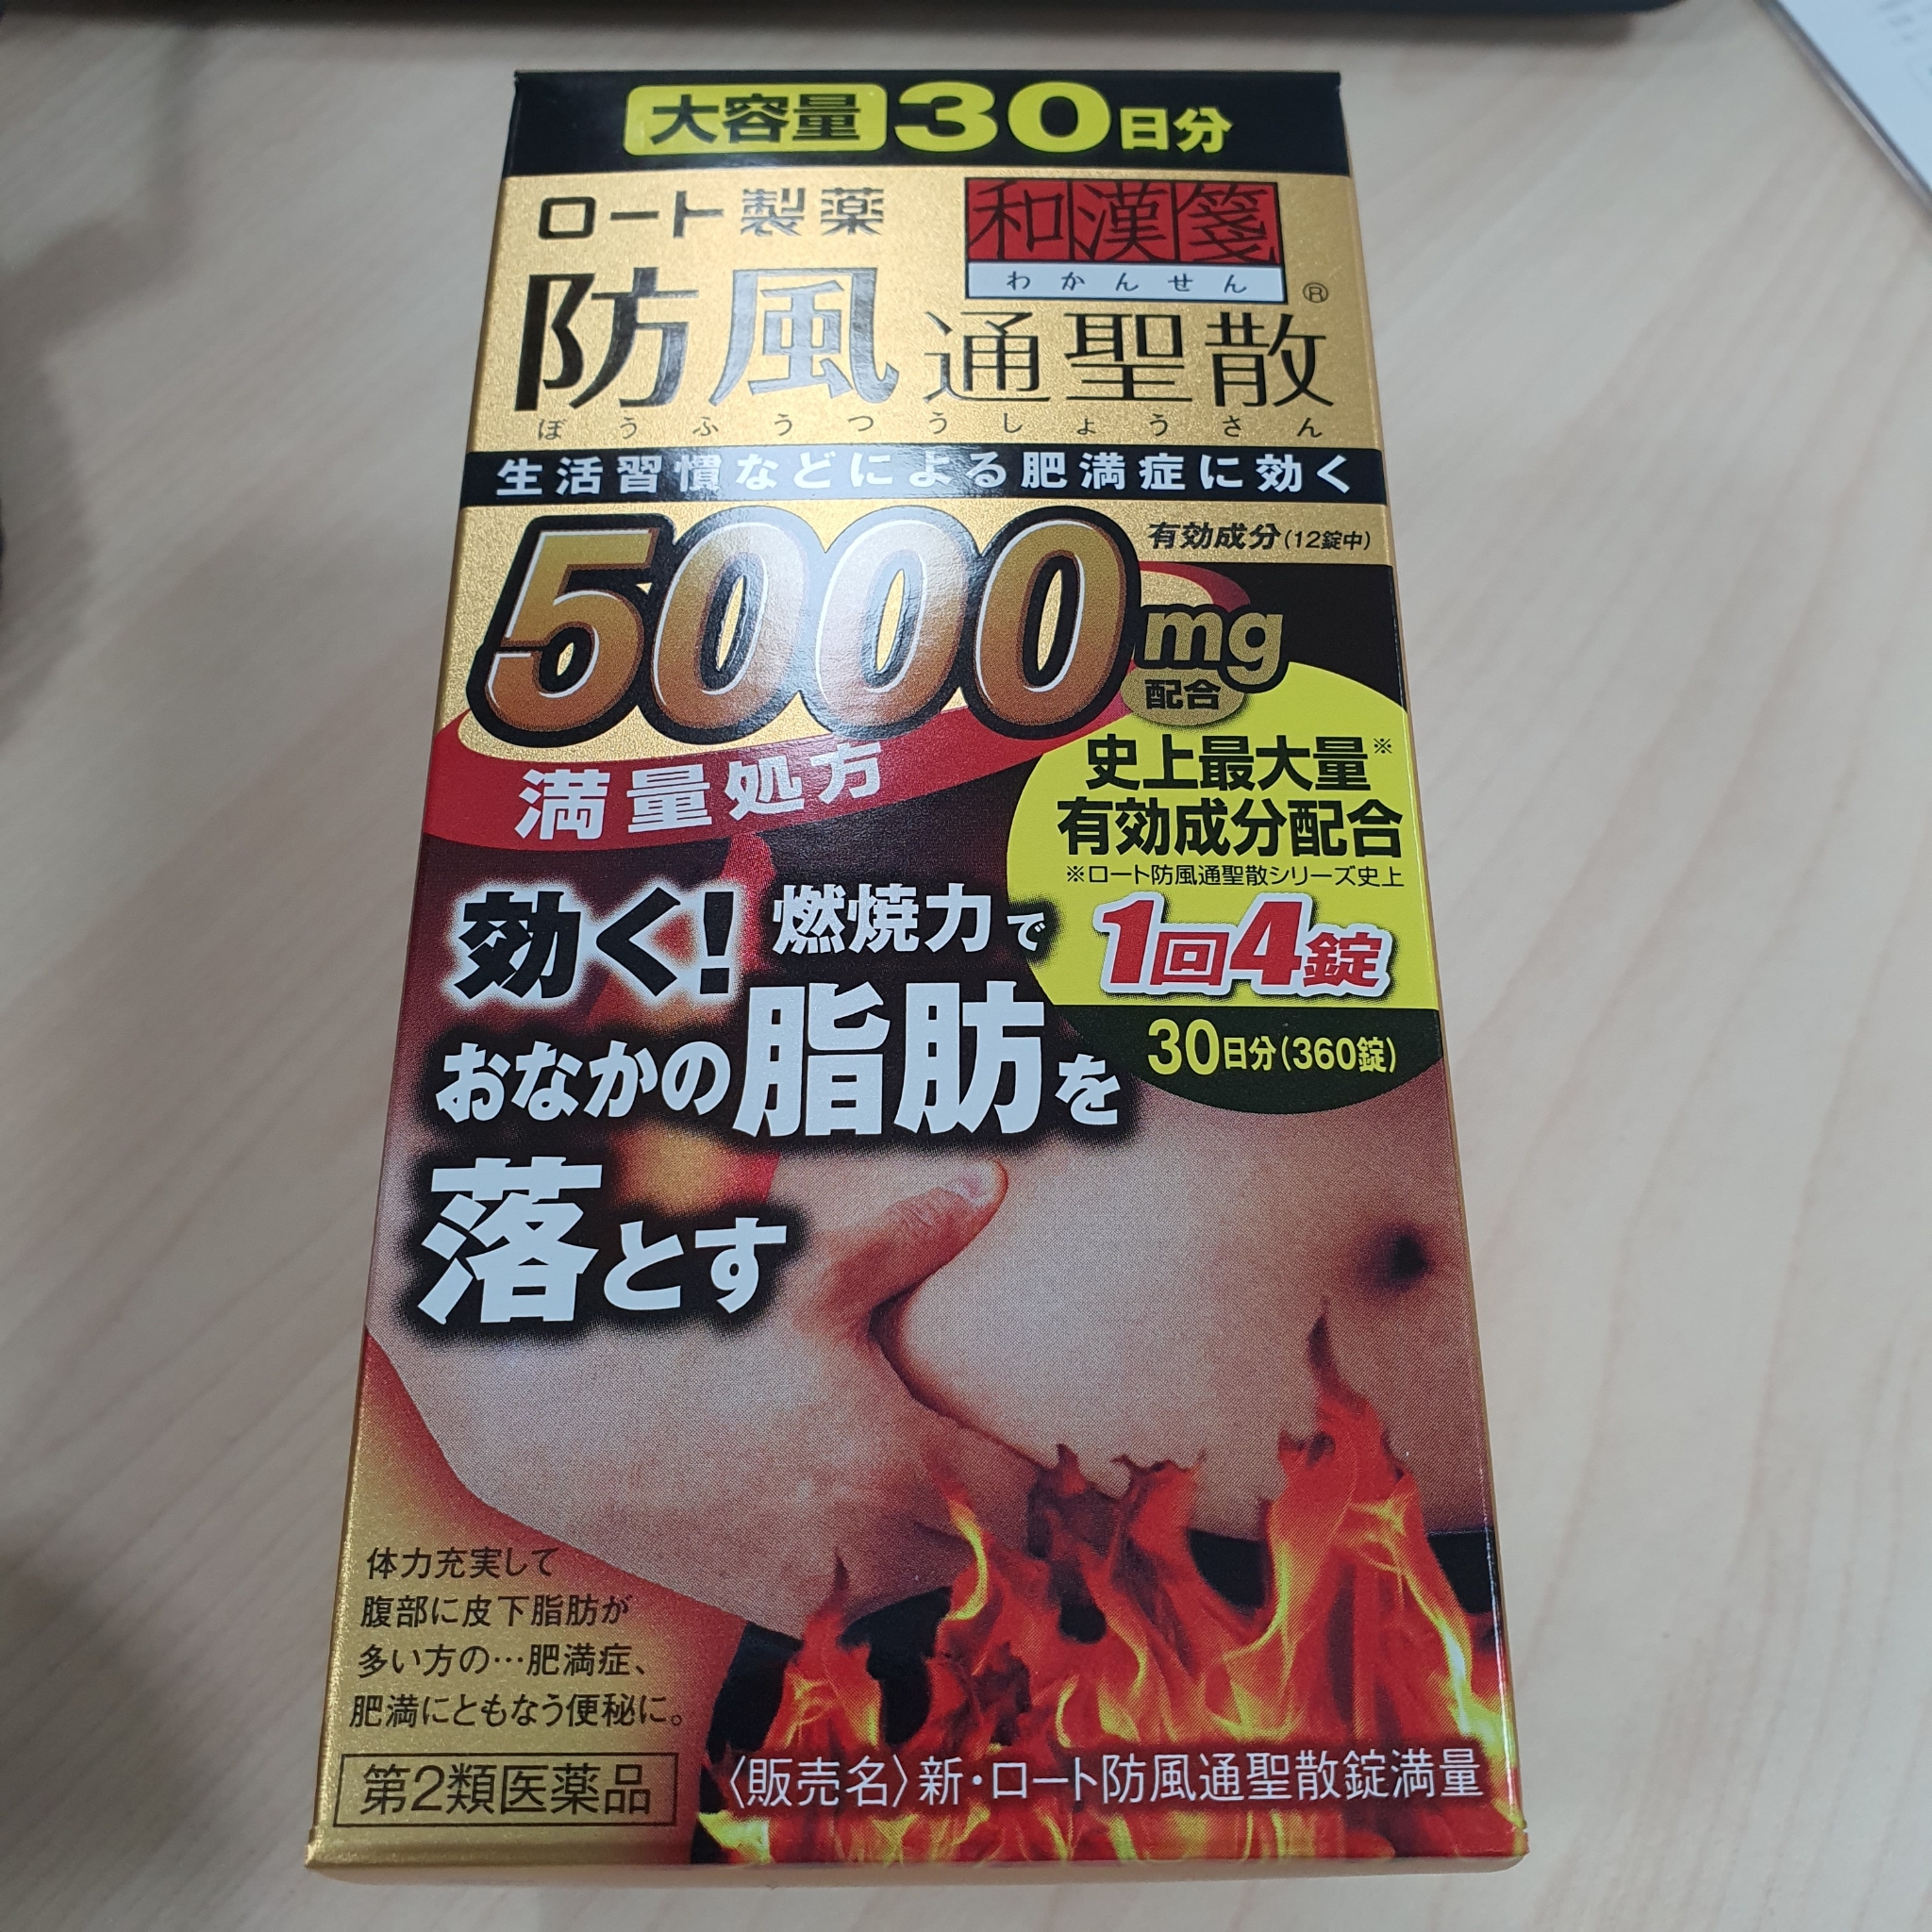 大容量 30日分
ロート製薬
和漢箋
わかんせん
®
防風通聖散
ぼうふうつうしょうさん
生活習慣などによる肥満症に効く
有効成分(12錠中)
5000mg
配合
満量処方
史上最大量※
有効成分配合
※ロート防風通聖散シリーズ史上
1回4錠
30日分(360錠)
効く!燃焼力で
おなかの脂肪を
落とす
体力充実して
腹部に皮下脂肪が
多い方の…肥満症、
肥満にともなう便秘に。
第2類医薬品
〈販売名〉新・ロート防風通聖散錠満量